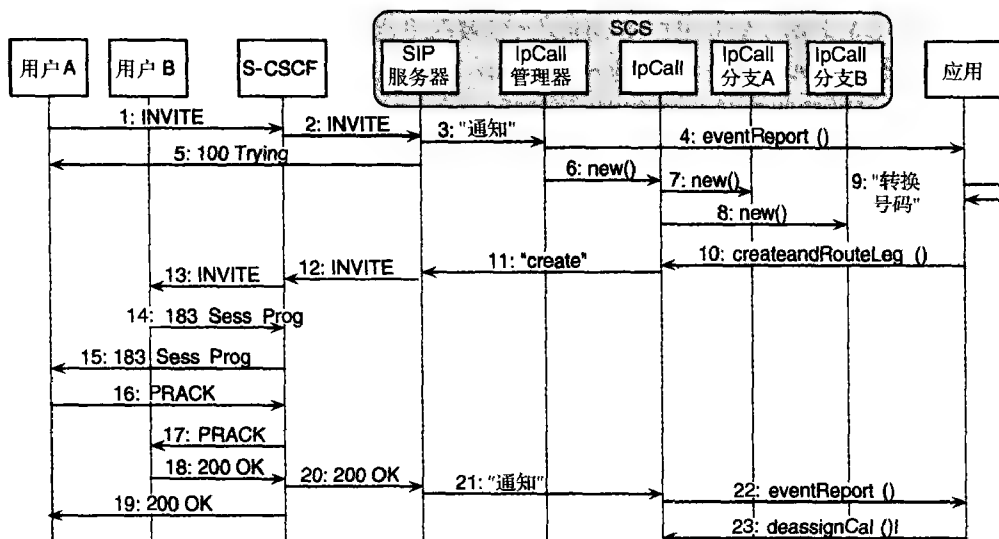 SCS
用户A
用户B
S-CSCF
SIP
服务器
IpCall
管理器
IpCall
IpCall
分支A
IpCall
分支B
应用
1: INVITE
2: INVITE
3: "通知"
4: eventReport ()
5: 100 Trying
6: new()
7: new()
8: new()
9: "转换
号码"
10: createandRouteLeg ()
11: "create"
12: INVITE
13: INVITE
14: 183 Sess Prog
15: 183 Sess Prog
16: PRACK
17: PRACK
18: 200 OK
19: 200 OK
20: 200 OK
21: "通知"
22: eventReport ()
23: deassignCal ()l